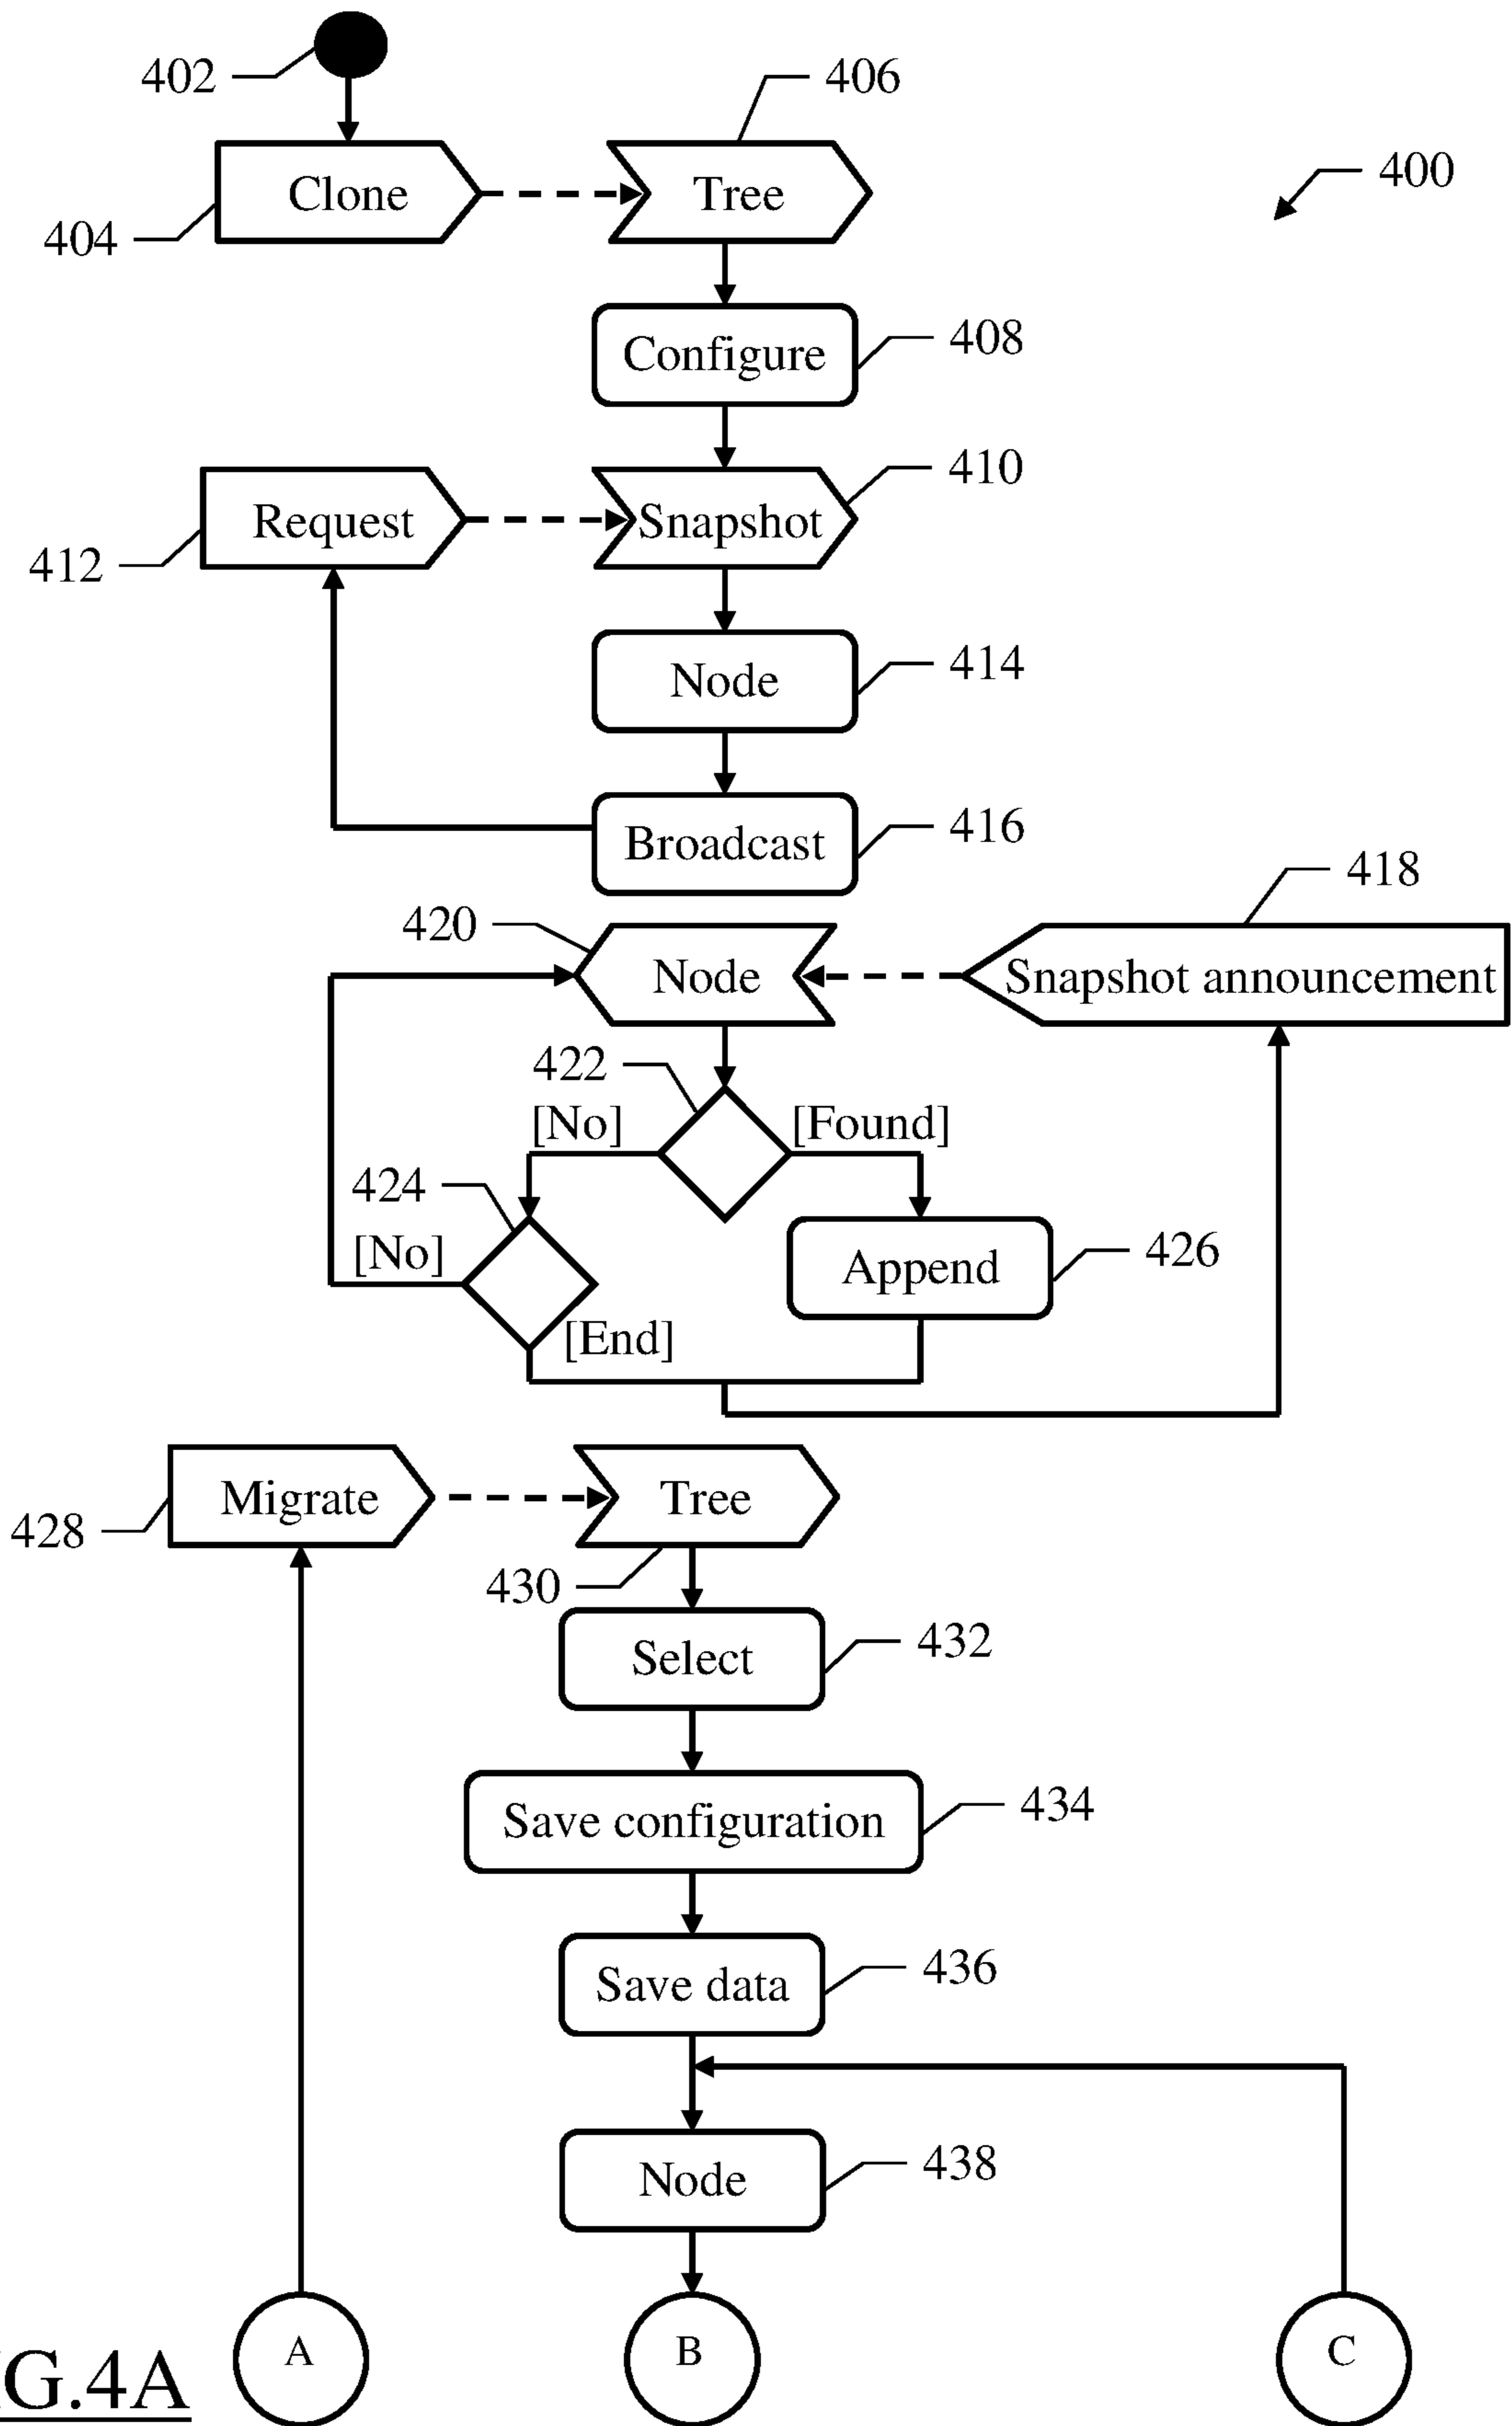 402
406
400
Clone
Tree
404
Configure
408
410
Request
Snapshot
412
Node
414
Broadcast
416
418
420
Node
Snapshot announcement
422
[No]
[Found]
424
[No]
Append
426
[End]
Migrate
Tree
428
430
Select
432
Save configuration
434
Save data
436
Node
438
A
B
C
G.4A